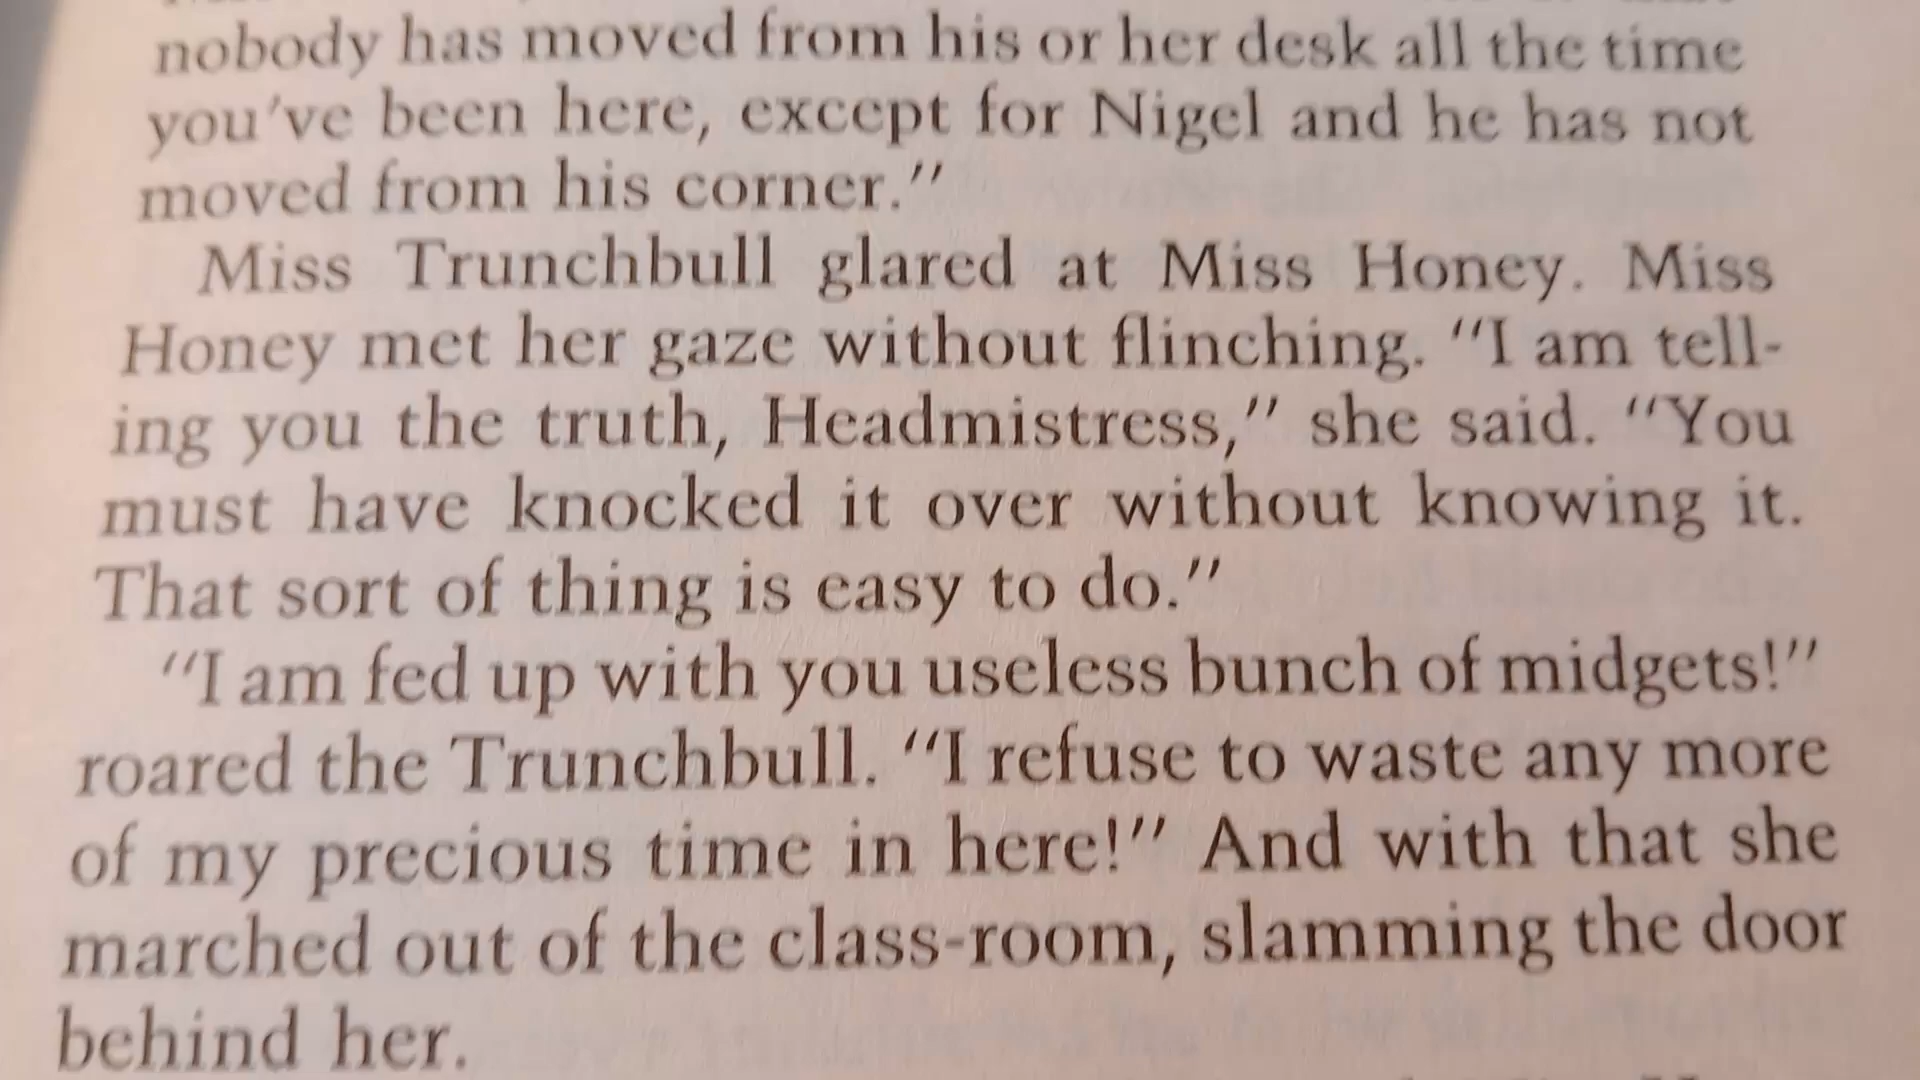 nobody has moved from his or her desk all the time
you've been here, except for Nigel and he has not
moved from his corner."
Miss Trunchbull glared at Miss Honey. Miss
Honey met her gaze without flinching. "I am tell-
ing you the truth, Headmistress," she said. "You
must have knocked it over without knowing it.
That sort of thing is easy to do."
"I am fed up with you useless bunch of midgets!"
roared the Trunchbull. "I refuse to waste any more
of my precious time in here!" And with that she
marched out of the class-room, slamming the door
behind her.